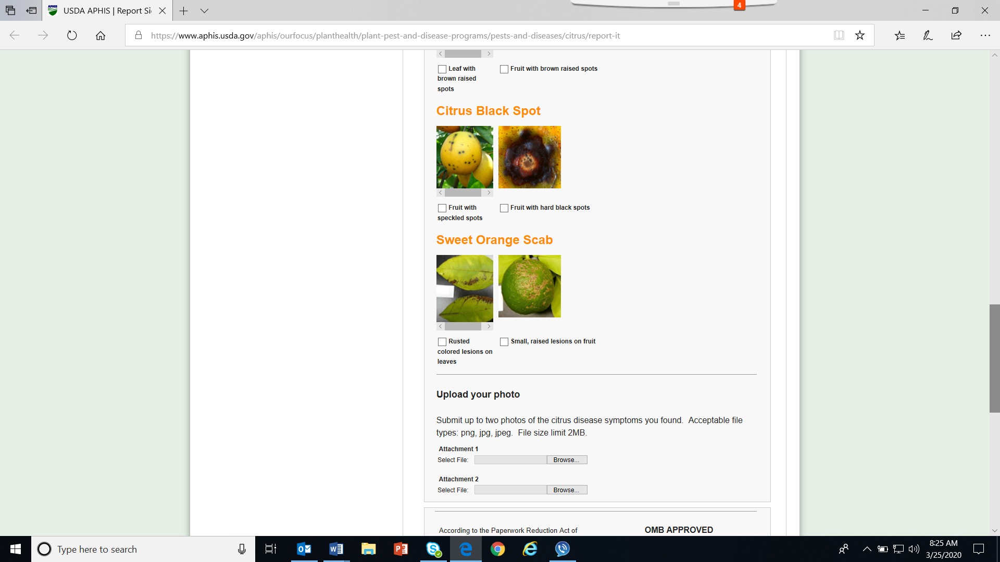 APHIS
USDA APHIS | Report Si
4
https://www.aphis.usda.gov/aphis/ourfocus/planthealth/plant-pest-and-disease-programs/pests-and-diseases/citrus/report-it
Leaf with
brown raised
spots
Fruit with brown raised spots
Citrus Black Spot
Fruit with
speckled spots
Fruit with hard black spots
Sweet Orange Scab
Rusted
colored lesions on
leaves
Small, raised lesions on fruit
Upload your photo
Submit up to two photos of the citrus disease symptoms you found.  Acceptable file
types: png, jpg, jpeg.  File size limit 2MB.
Attachment 1
Select File: Browse...
Attachment 2
Select File: Browse...
According to the Paperwork Reduction Act of
OMB APPROVED
Type here to search
8:25 AM
3/25/2020